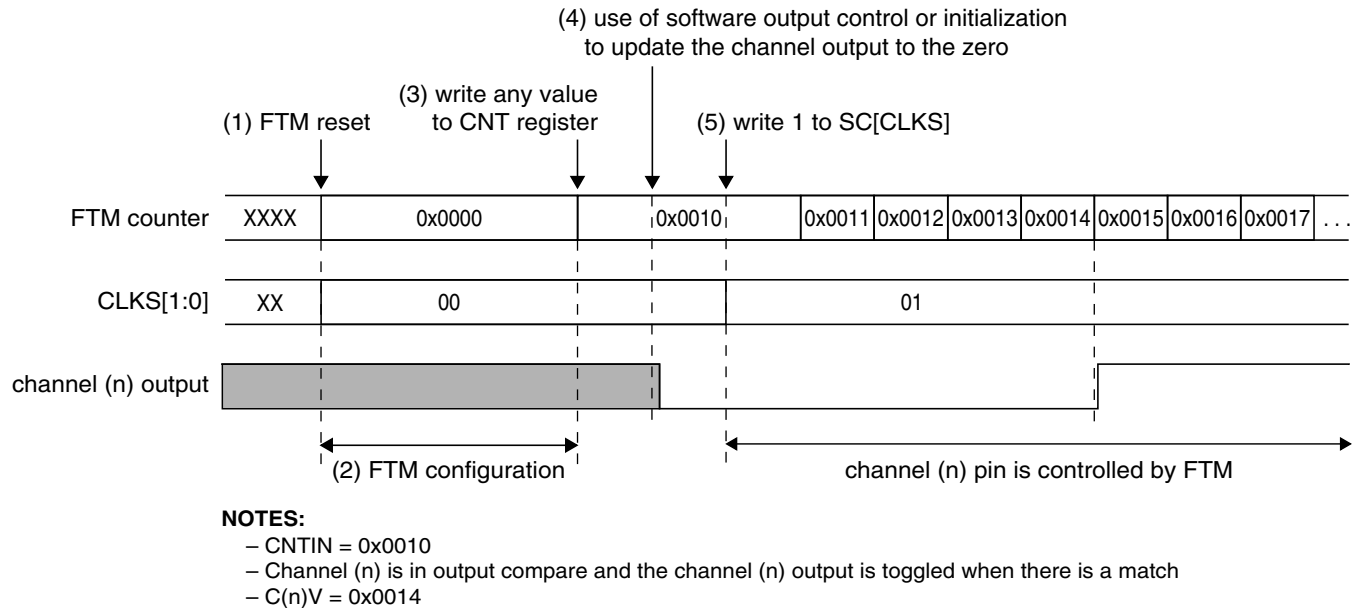 (4) use of software output control or initialization
to update the channel output to the zero
(3) write any value
to CNT register
(1) FTM reset
(5) write 1 to SC[CLKS]
FTM counter XXXX 0x0000 0x0010 0x0011 0x0012 0x0013 0x0014 0x0015 0x0016 0x0017 . . .
CLKS[1:0] XX 00 01
channel (n) output
(2) FTM configuration
channel (n) pin is controlled by FTM
NOTES:
– CNTIN = 0x0010
– Channel (n) is in output compare and the channel (n) output is toggled when there is a match
– C(n)V = 0x0014